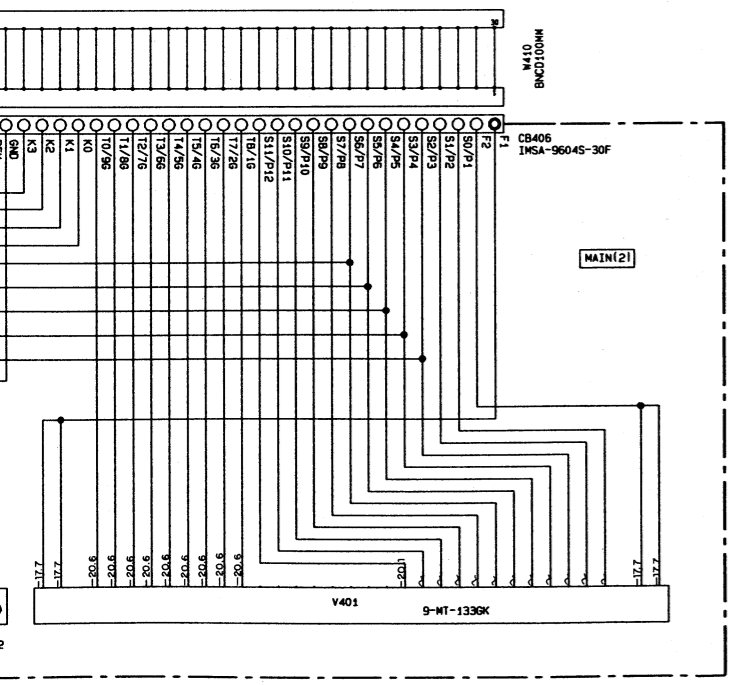 30
W410
BNCD100MM
CB406
IMSA-9604S-30F
GND
K3
K2
K1
K0
T0/9G
T1/8G
T2/7G
T3/6G
T4/5G
T5/4G
T6/3G
T7/2G
T8/1G
S11/P12
S10/P11
S9/P10
S8/P9
S7/P8
S6/P7
S5/P6
S4/P5
S3/P4
S2/P3
S1/P2
S0/P1
F2
F1
MAIN(2)
-17.7
-17.7
-20.6
-20.6
-20.6
-20.6
-20.6
-20.6
-20.6
-20.6
-20.6
-17.7
-17.7
V401
9-MT-133GK
2